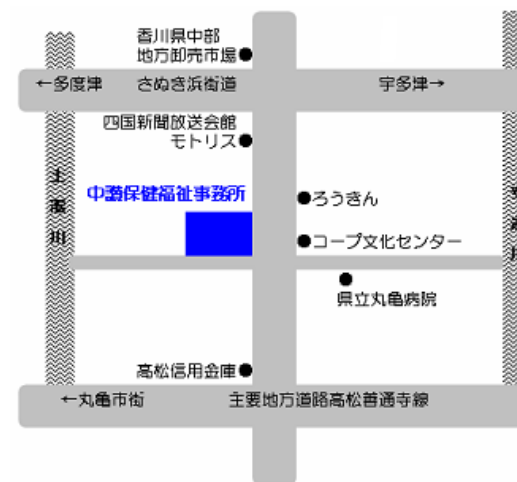 香川県中部
地方卸売市場
←多度津
さぬき浜街道
宇多津→
四国新聞放送会館
モトリス
土器川
中讃保健福祉事務所
ろうきん
コープ文化センター
県立丸亀病院
高松信用金庫
←丸亀市街
主要地方道路高松善通寺線